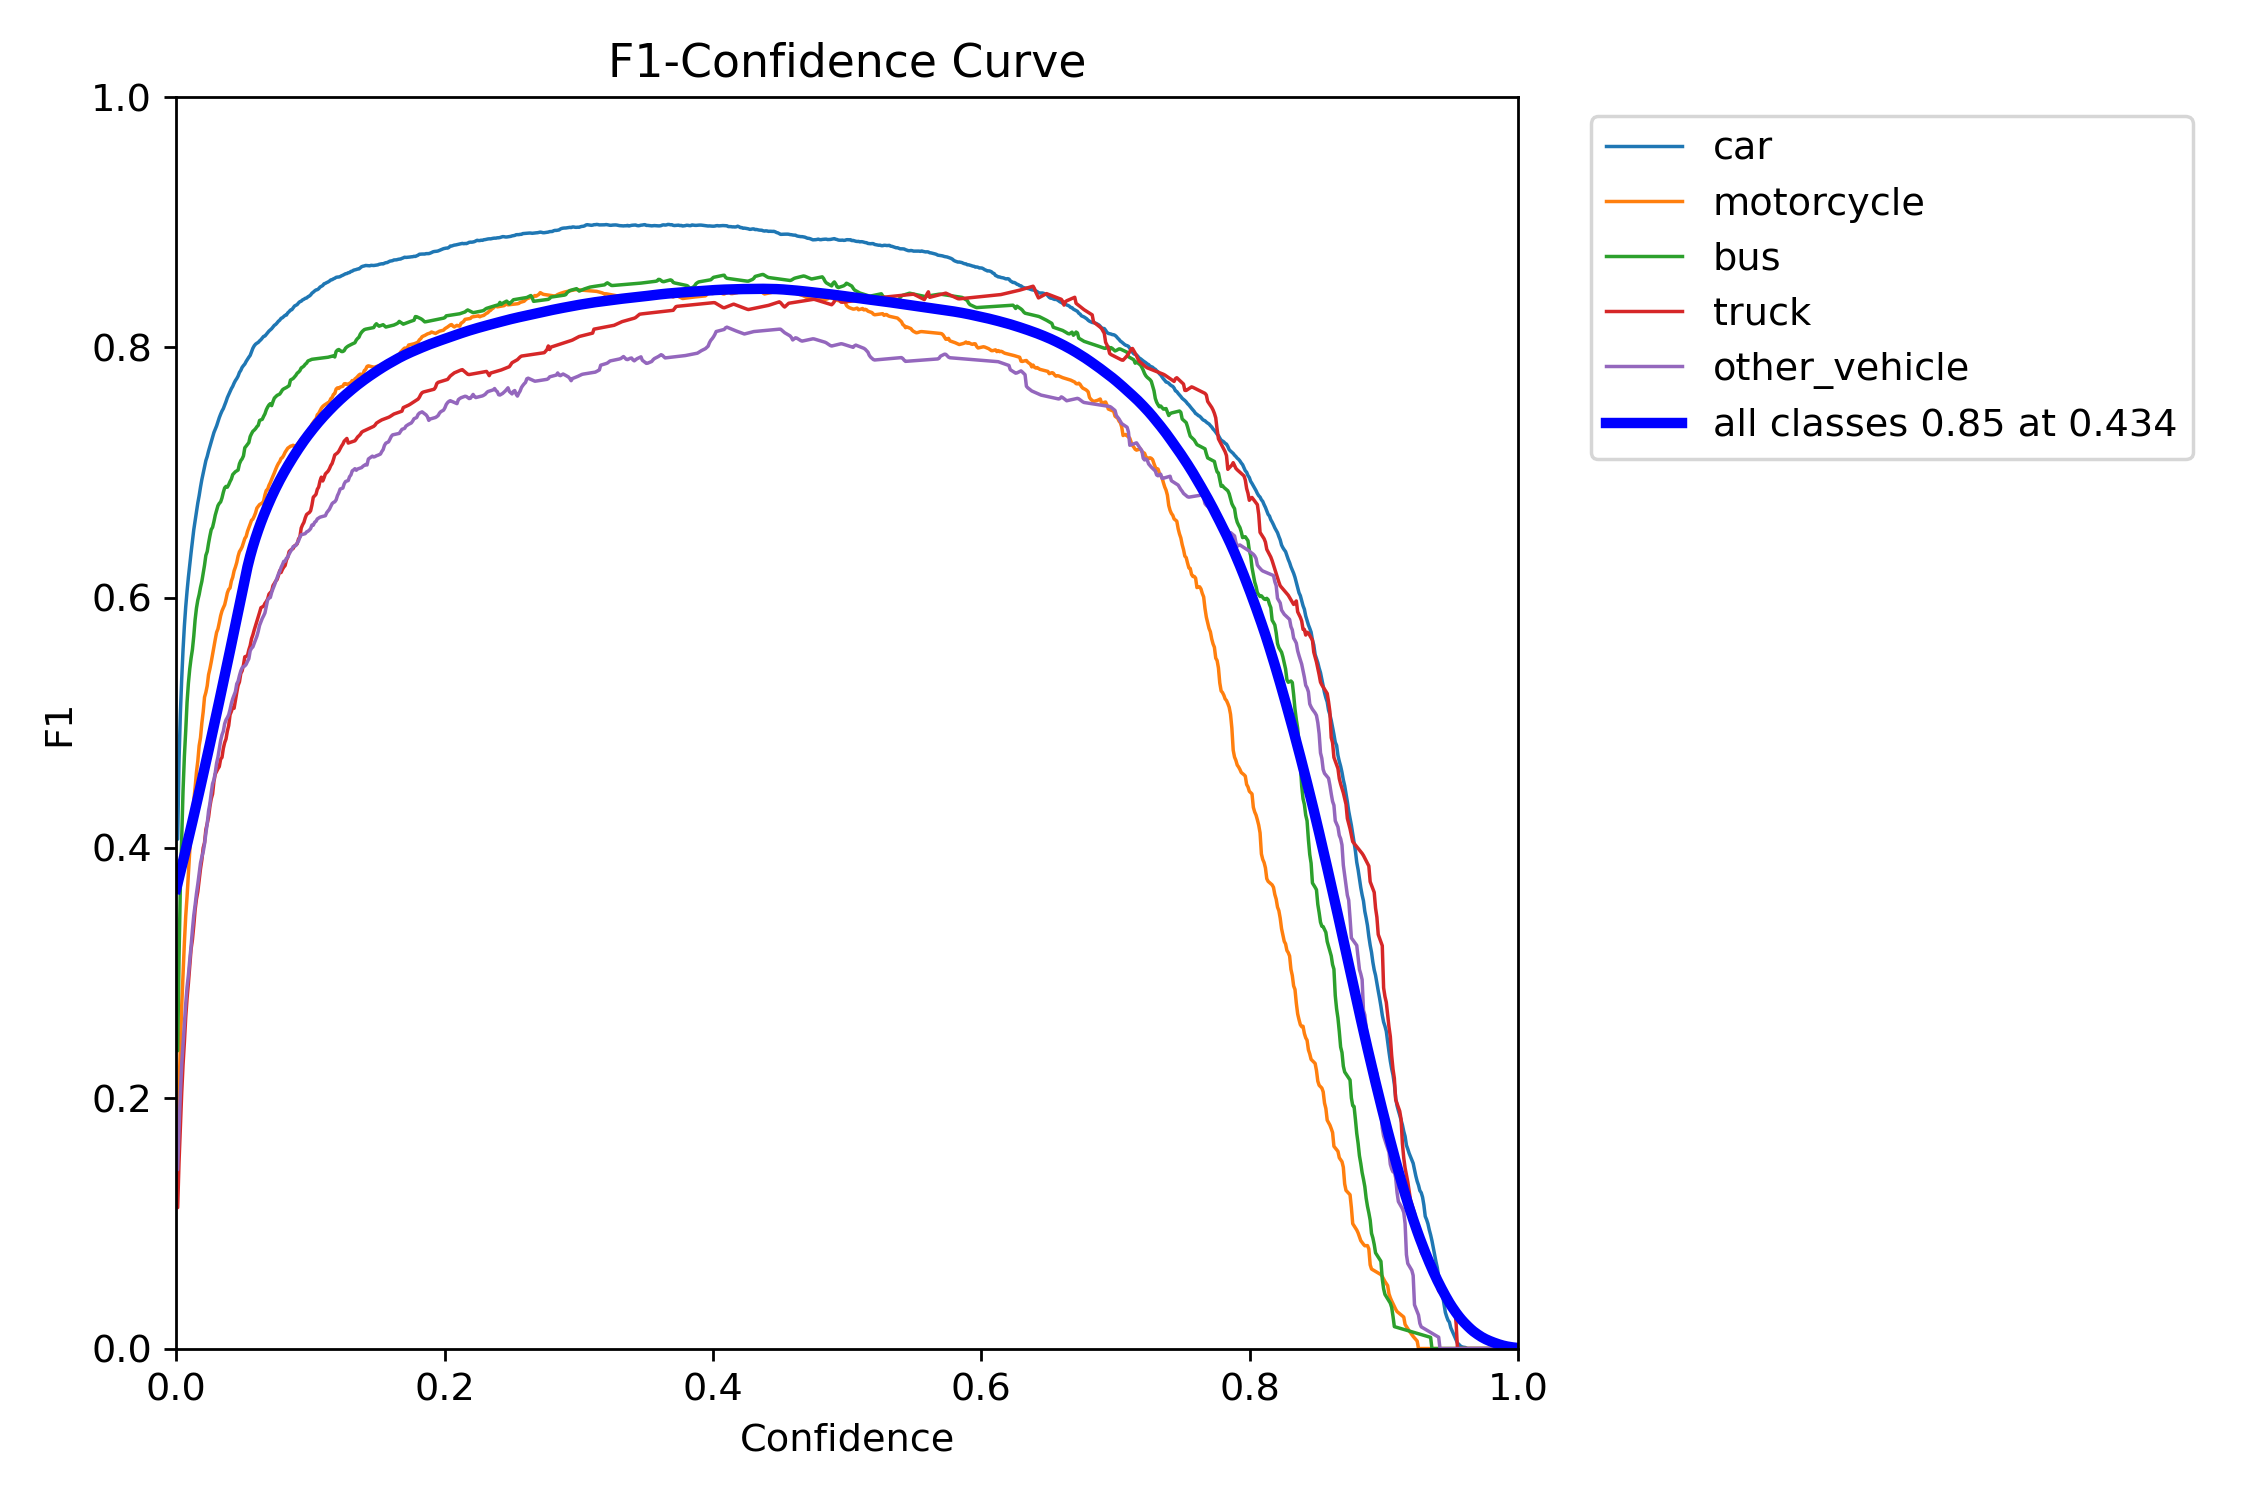 F1-Confidence Curve
1.0
0.8
0.6
0.4
0.2
0.0
F1
0.0 0.2 0.4 0.6 0.8 1.0
Confidence
car
motorcycle
bus
truck
other_vehicle
all classes 0.85 at 0.434